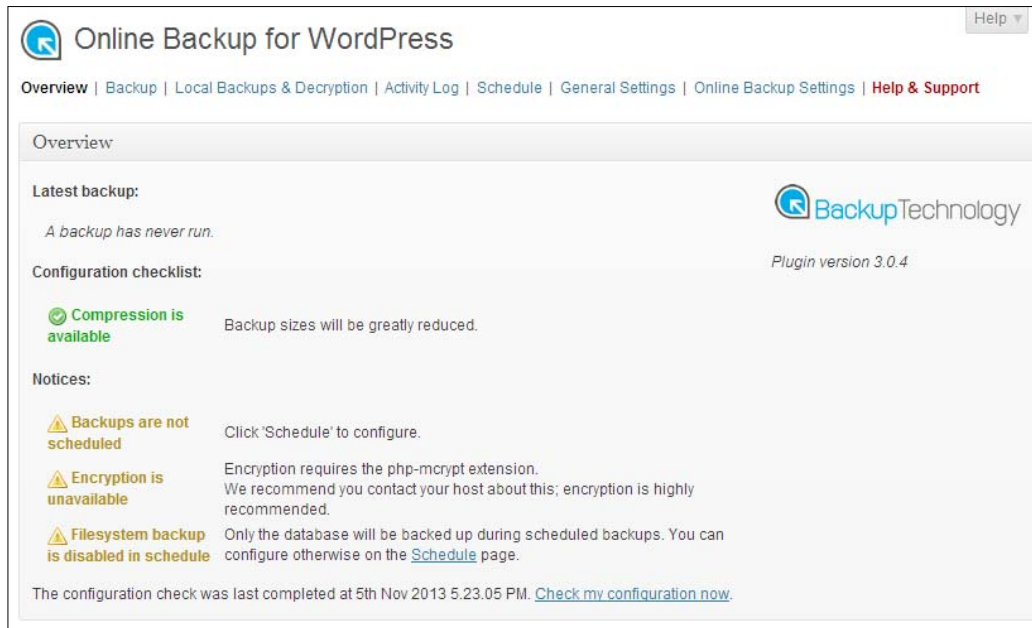 Help
Online Backup for WordPress
Overview | Backup | Local Backups & Decryption | Activity Log | Schedule | General Settings | Online Backup Settings | Help & Support
Overview
Latest backup:
BackupTechnology
A backup has never run.
Plugin version 3.0.4
Configuration checklist:
Compression is
available
Backup sizes will be greatly reduced.
Notices:
Backups are not
scheduled
Click 'Schedule' to configure.
Encryption is
unavailable
Encryption requires the php-mcrypt extension.
We recommend you contact your host about this; encryption is highly
recommended.
Filesystem backup
is disabled in schedule
Only the database will be backed up during scheduled backups. You can
configure otherwise on the Schedule page.
The configuration check was last completed at 5th Nov 2013 5.23.05 PM. Check my configuration now.